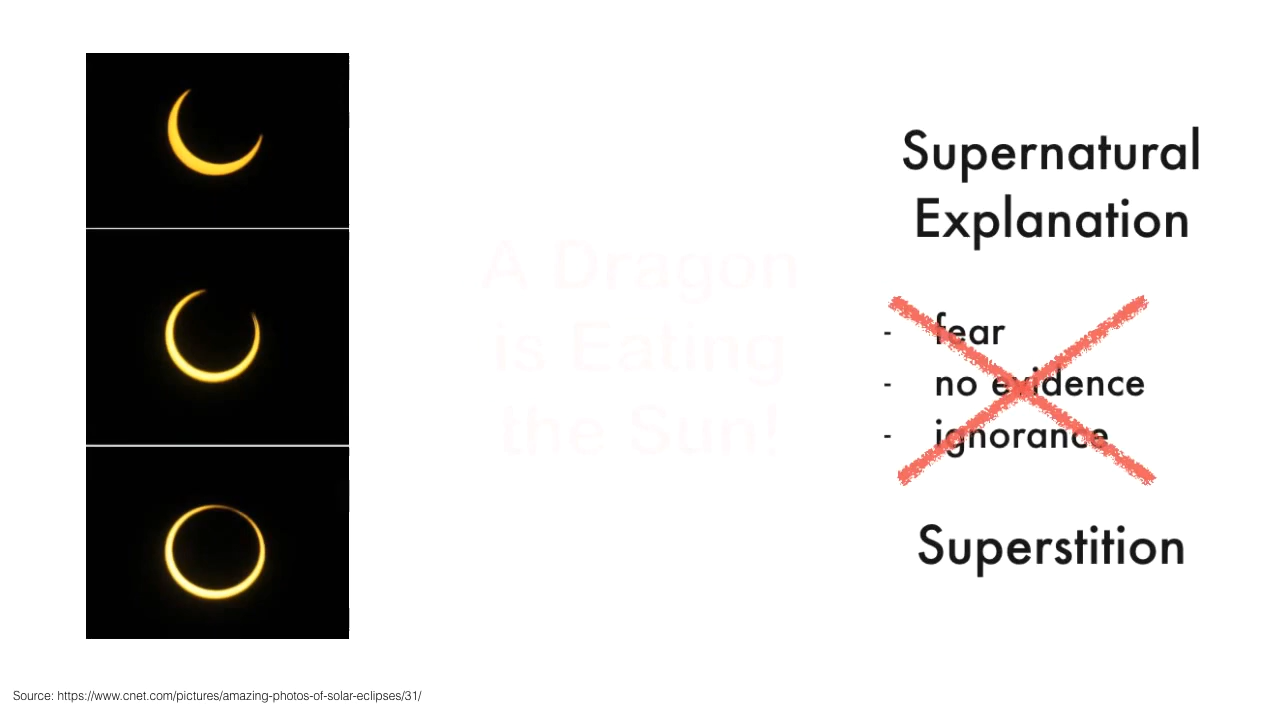 Supernatural
Explanation
A Dragon
is Eating
the Sun!
- fear
- no evidence
- ignorance
Superstition
Source: https://www.cnet.com/pictures/amazing-photos-of-solar-eclipses/31/